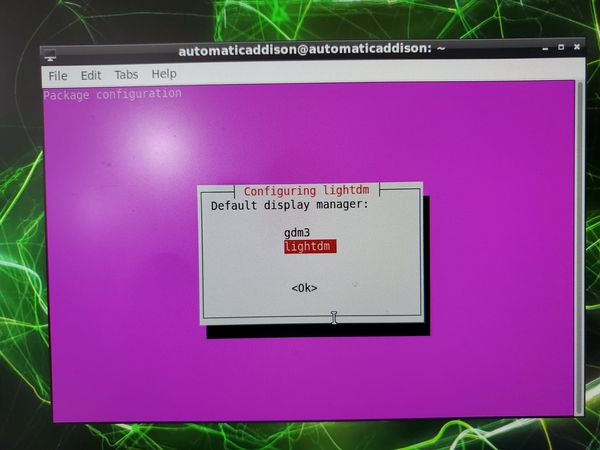 automaticaddison@automaticaddison: ~
File Edit Tabs Help
Package configuration
Configuring lightdm
Default display manager:
gdm3
lightdm
<Ok>